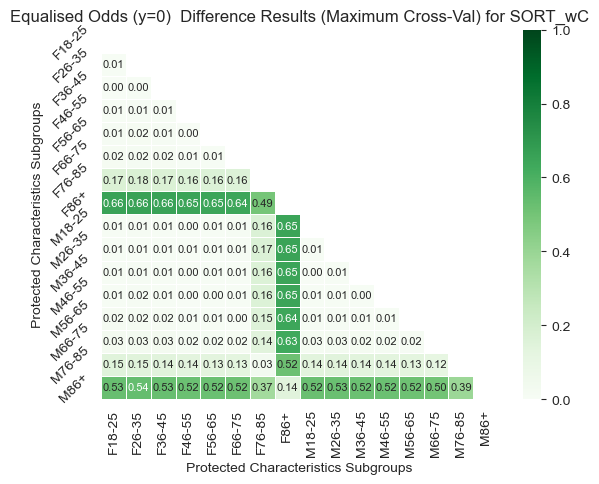 Equalised Odds (y=0)  Difference Results (Maximum Cross-Val) for SORT_wC
Protected Characteristics Subgroups
F18-25
F26-35 0.01
F36-45 0.00 0.00
F46-55 0.01 0.01 0.01
F56-65 0.01 0.02 0.01 0.00
F66-75 0.02 0.02 0.02 0.01 0.01
F76-85 0.17 0.18 0.17 0.16 0.16 0.16
F86+ 0.66 0.66 0.66 0.65 0.65 0.64 0.49
M18-25 0.01 0.01 0.01 0.00 0.01 0.01 0.16 0.65
M26-35 0.01 0.01 0.01 0.01 0.01 0.01 0.17 0.65 0.01
M36-45 0.01 0.01 0.01 0.00 0.01 0.01 0.16 0.65 0.00 0.01
M46-55 0.01 0.02 0.01 0.00 0.00 0.01 0.16 0.65 0.01 0.01 0.00
M56-65 0.02 0.02 0.02 0.01 0.01 0.00 0.15 0.64 0.01 0.01 0.01 0.01
M66-75 0.03 0.03 0.03 0.02 0.02 0.02 0.14 0.63 0.03 0.03 0.02 0.02 0.02
M76-85 0.15 0.15 0.14 0.14 0.13 0.13 0.03 0.52 0.14 0.14 0.14 0.14 0.13 0.12
M86+ 0.53 0.54 0.53 0.52 0.52 0.52 0.37 0.14 0.52 0.53 0.52 0.52 0.52 0.50 0.39
F18-25 F26-35 F36-45 F46-55 F56-65 F66-75 F76-85 F86+ M18-25 M26-35 M36-45 M46-55 M56-65 M66-75 M76-85 M86+
Protected Characteristics Subgroups
1.0
0.8
0.6
0.4
0.2
0.0